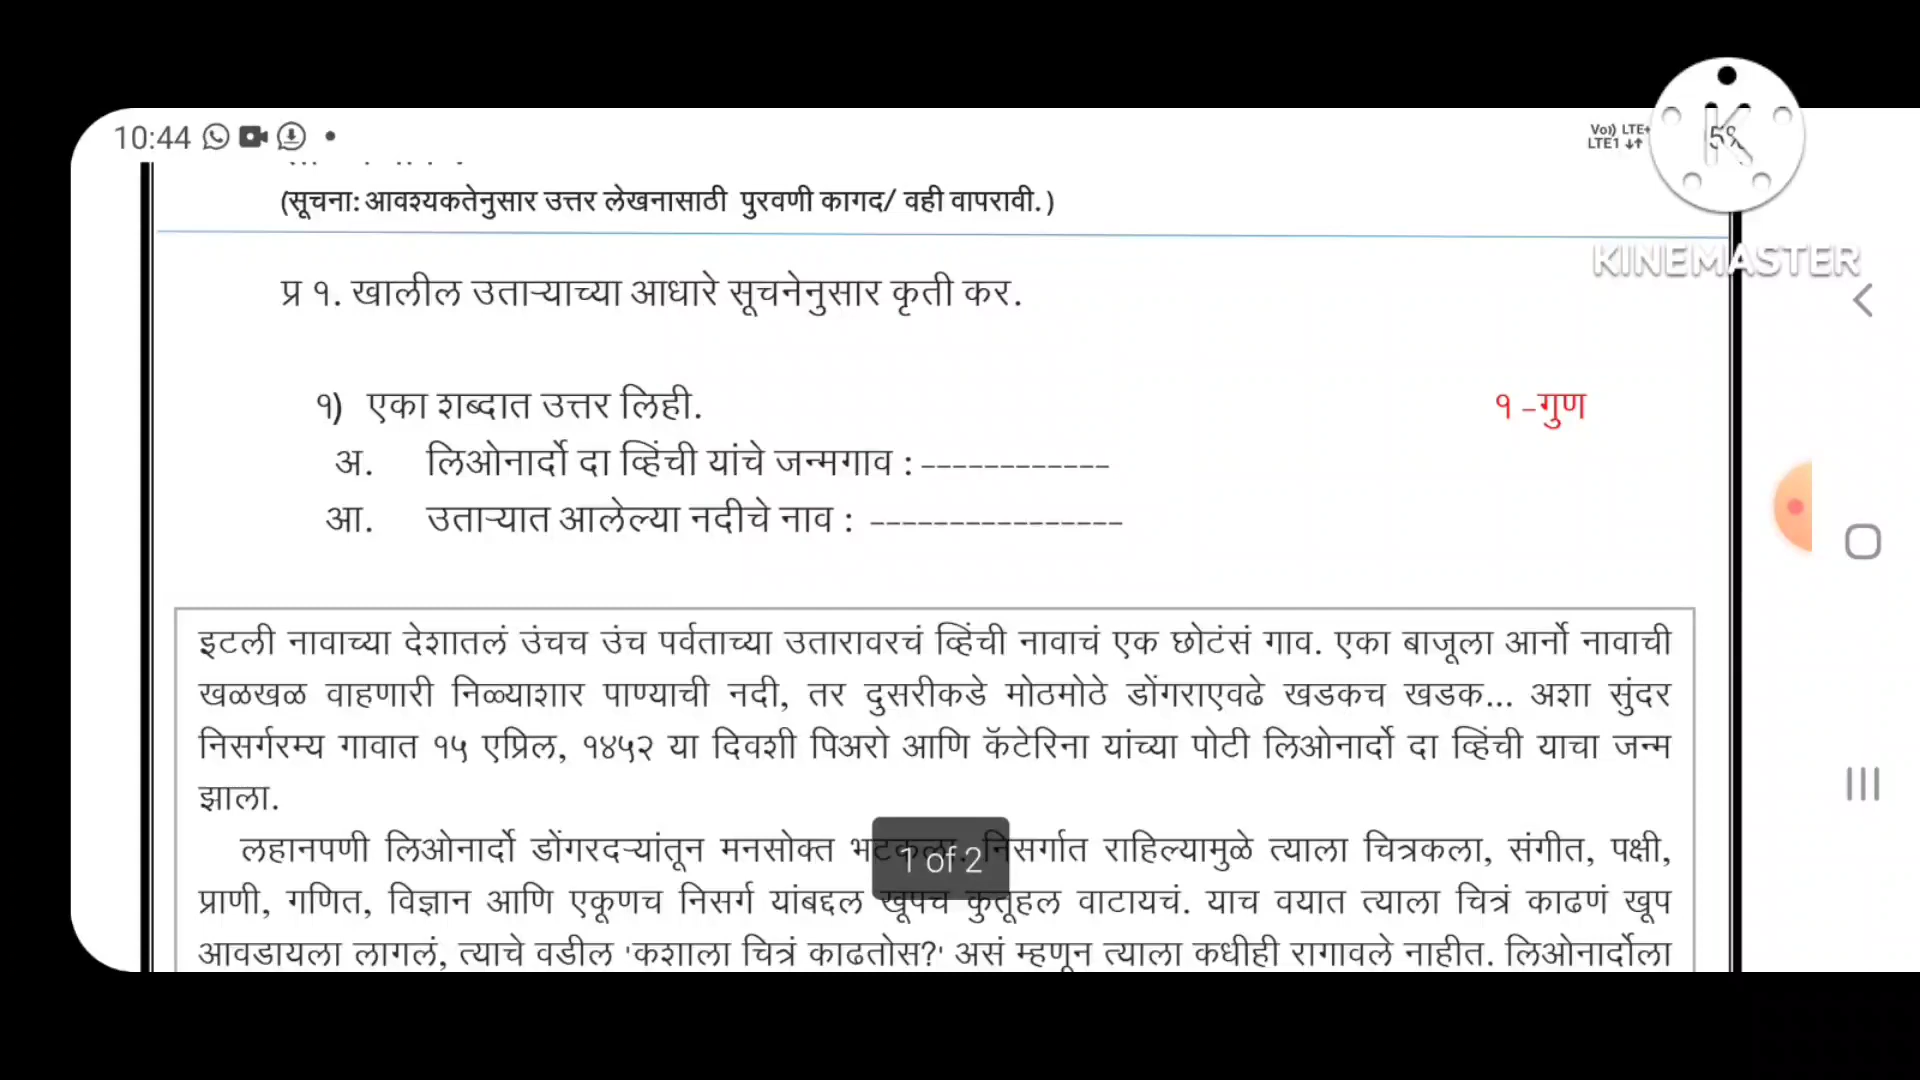 10:44
Vo)) LTE+
LTE1 ↓↑
K
KINEMASTER
(सूचना: आवश्यकतेनुसार उत्तर लेखनासाठी पुरवणी कागद/ वही वापरावी. )
प्र १. खालील उताऱ्याच्या आधारे सूचनेनुसार कृती कर.
१) एका शब्दात उत्तर लिही. १ -गुण
अ. लिओनार्दो दा व्हिंची यांचे जन्मगाव : ------------
आ. उताऱ्यात आलेल्या नदीचे नाव : ----------------
इटली नावाच्या देशातलं उंचच उंच पर्वताच्या उतारावरचं व्हिंची नावाचं एक छोटंसं गाव. एका बाजूला आर्नो नावाची
खळखळ वाहणारी निळ्याशार पाण्याची नदी, तर दुसरीकडे मोठमोठे डोंगराएवढे खडकच खडक... अशा सुंदर
निसर्गरम्य गावात १५ एप्रिल, १४५२ या दिवशी पिअरो आणि कॅटेरिना यांच्या पोटी लिओनार्दो दा व्हिंची याचा जन्म
झाला.
लहानपणी लिओनार्दो डोंगरदऱ्यांतून मनसोक्त भटकला. निसर्गात राहिल्यामुळे त्याला चित्रकला, संगीत, पक्षी,
1 of 2
प्राणी, गणित, विज्ञान आणि एकूणच निसर्ग यांबद्दल खूपच कुतूहल वाटायचं. याच वयात त्याला चित्रं काढणं खूप
आवडायला लागलं, त्याचे वडील 'कशाला चित्रं काढतोस?' असं म्हणून त्याला कधीही रागावले नाहीत. लिओनार्दोला